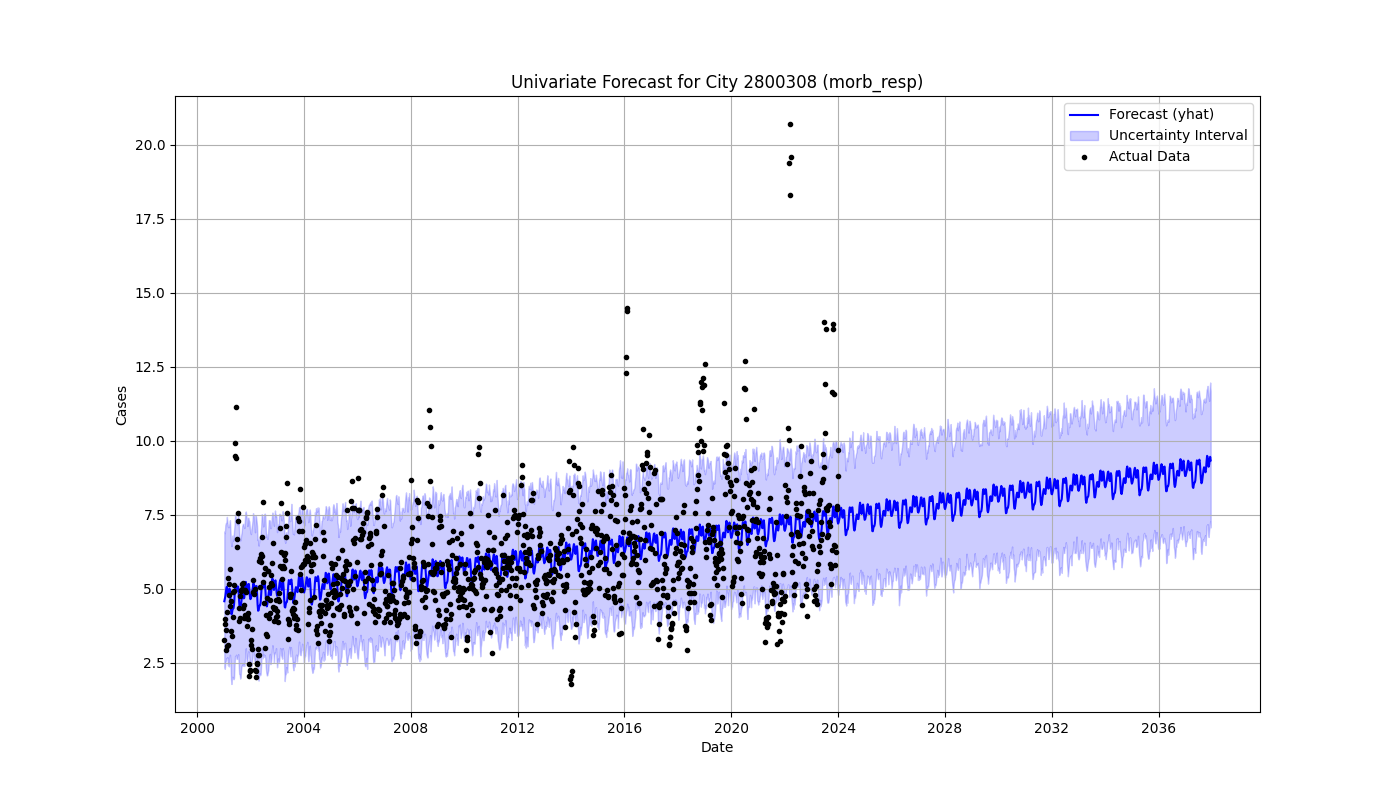 Univariate Forecast for City 2800308 (morb_resp)
Forecast (yhat)
Uncertainty Interval
Actual Data
Cases
20.0
17.5
15.0
12.5
10.0
7.5
5.0
2.5
2000 2004 2008 2012 2016 2020 2024 2028 2032 2036
Date